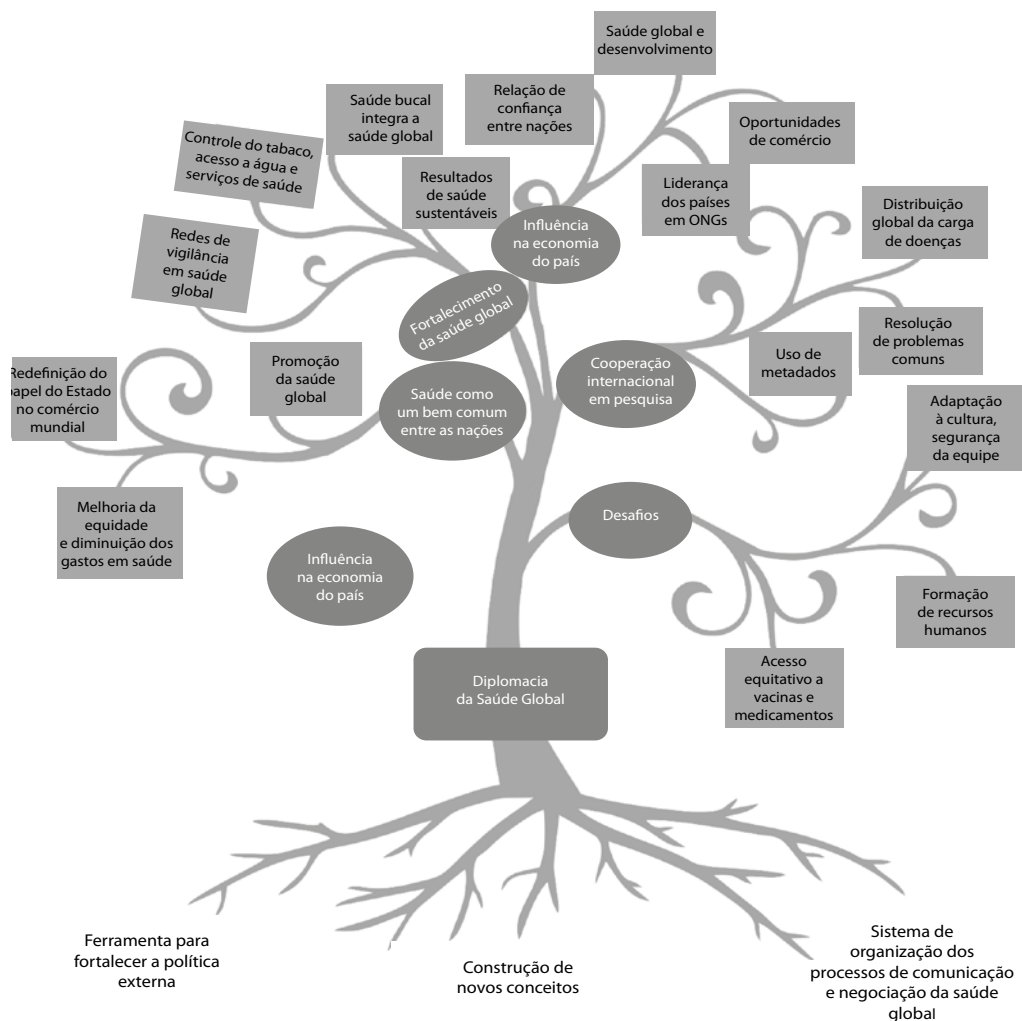 Saúde global e
desenvolvimento
Relação de
confiança
entre nações
Saúde bucal
integra a
saúde global
Oportunidades
de comércio
Controle do tabaco,
acesso a água e
serviços de saúde
Resultados
de saúde
sustentáveis
Liderança
dos países
em ONGs
Distribuição
global da carga
de doenças
Influência
na economia
do país
Redes de
vigilância
em saúde
global
Fortalecimento
da saúde global
Resolução
de problemas
comuns
Uso de
metadados
Cooperação
internacional
em pesquisa
Promoção
da saúde
global
Redefinição do
papel do Estado
no comércio
mundial
Saúde como
um bem comum
entre as nações
Adaptação
à cultura,
segurança
da equipe
Desafios
Melhoria da
equidade
e diminuição dos
gastos em saúde
Influência
na economia
do país
Formação
de recursos
humanos
Acesso
equitativo a
vacinas e
medicamentos
Diplomacia
da Saúde Global
Ferramenta para
fortalecer a política
externa
Construção de
novos conceitos
Sistema de
organização dos
processos de comunicação
e negociação da saúde
global